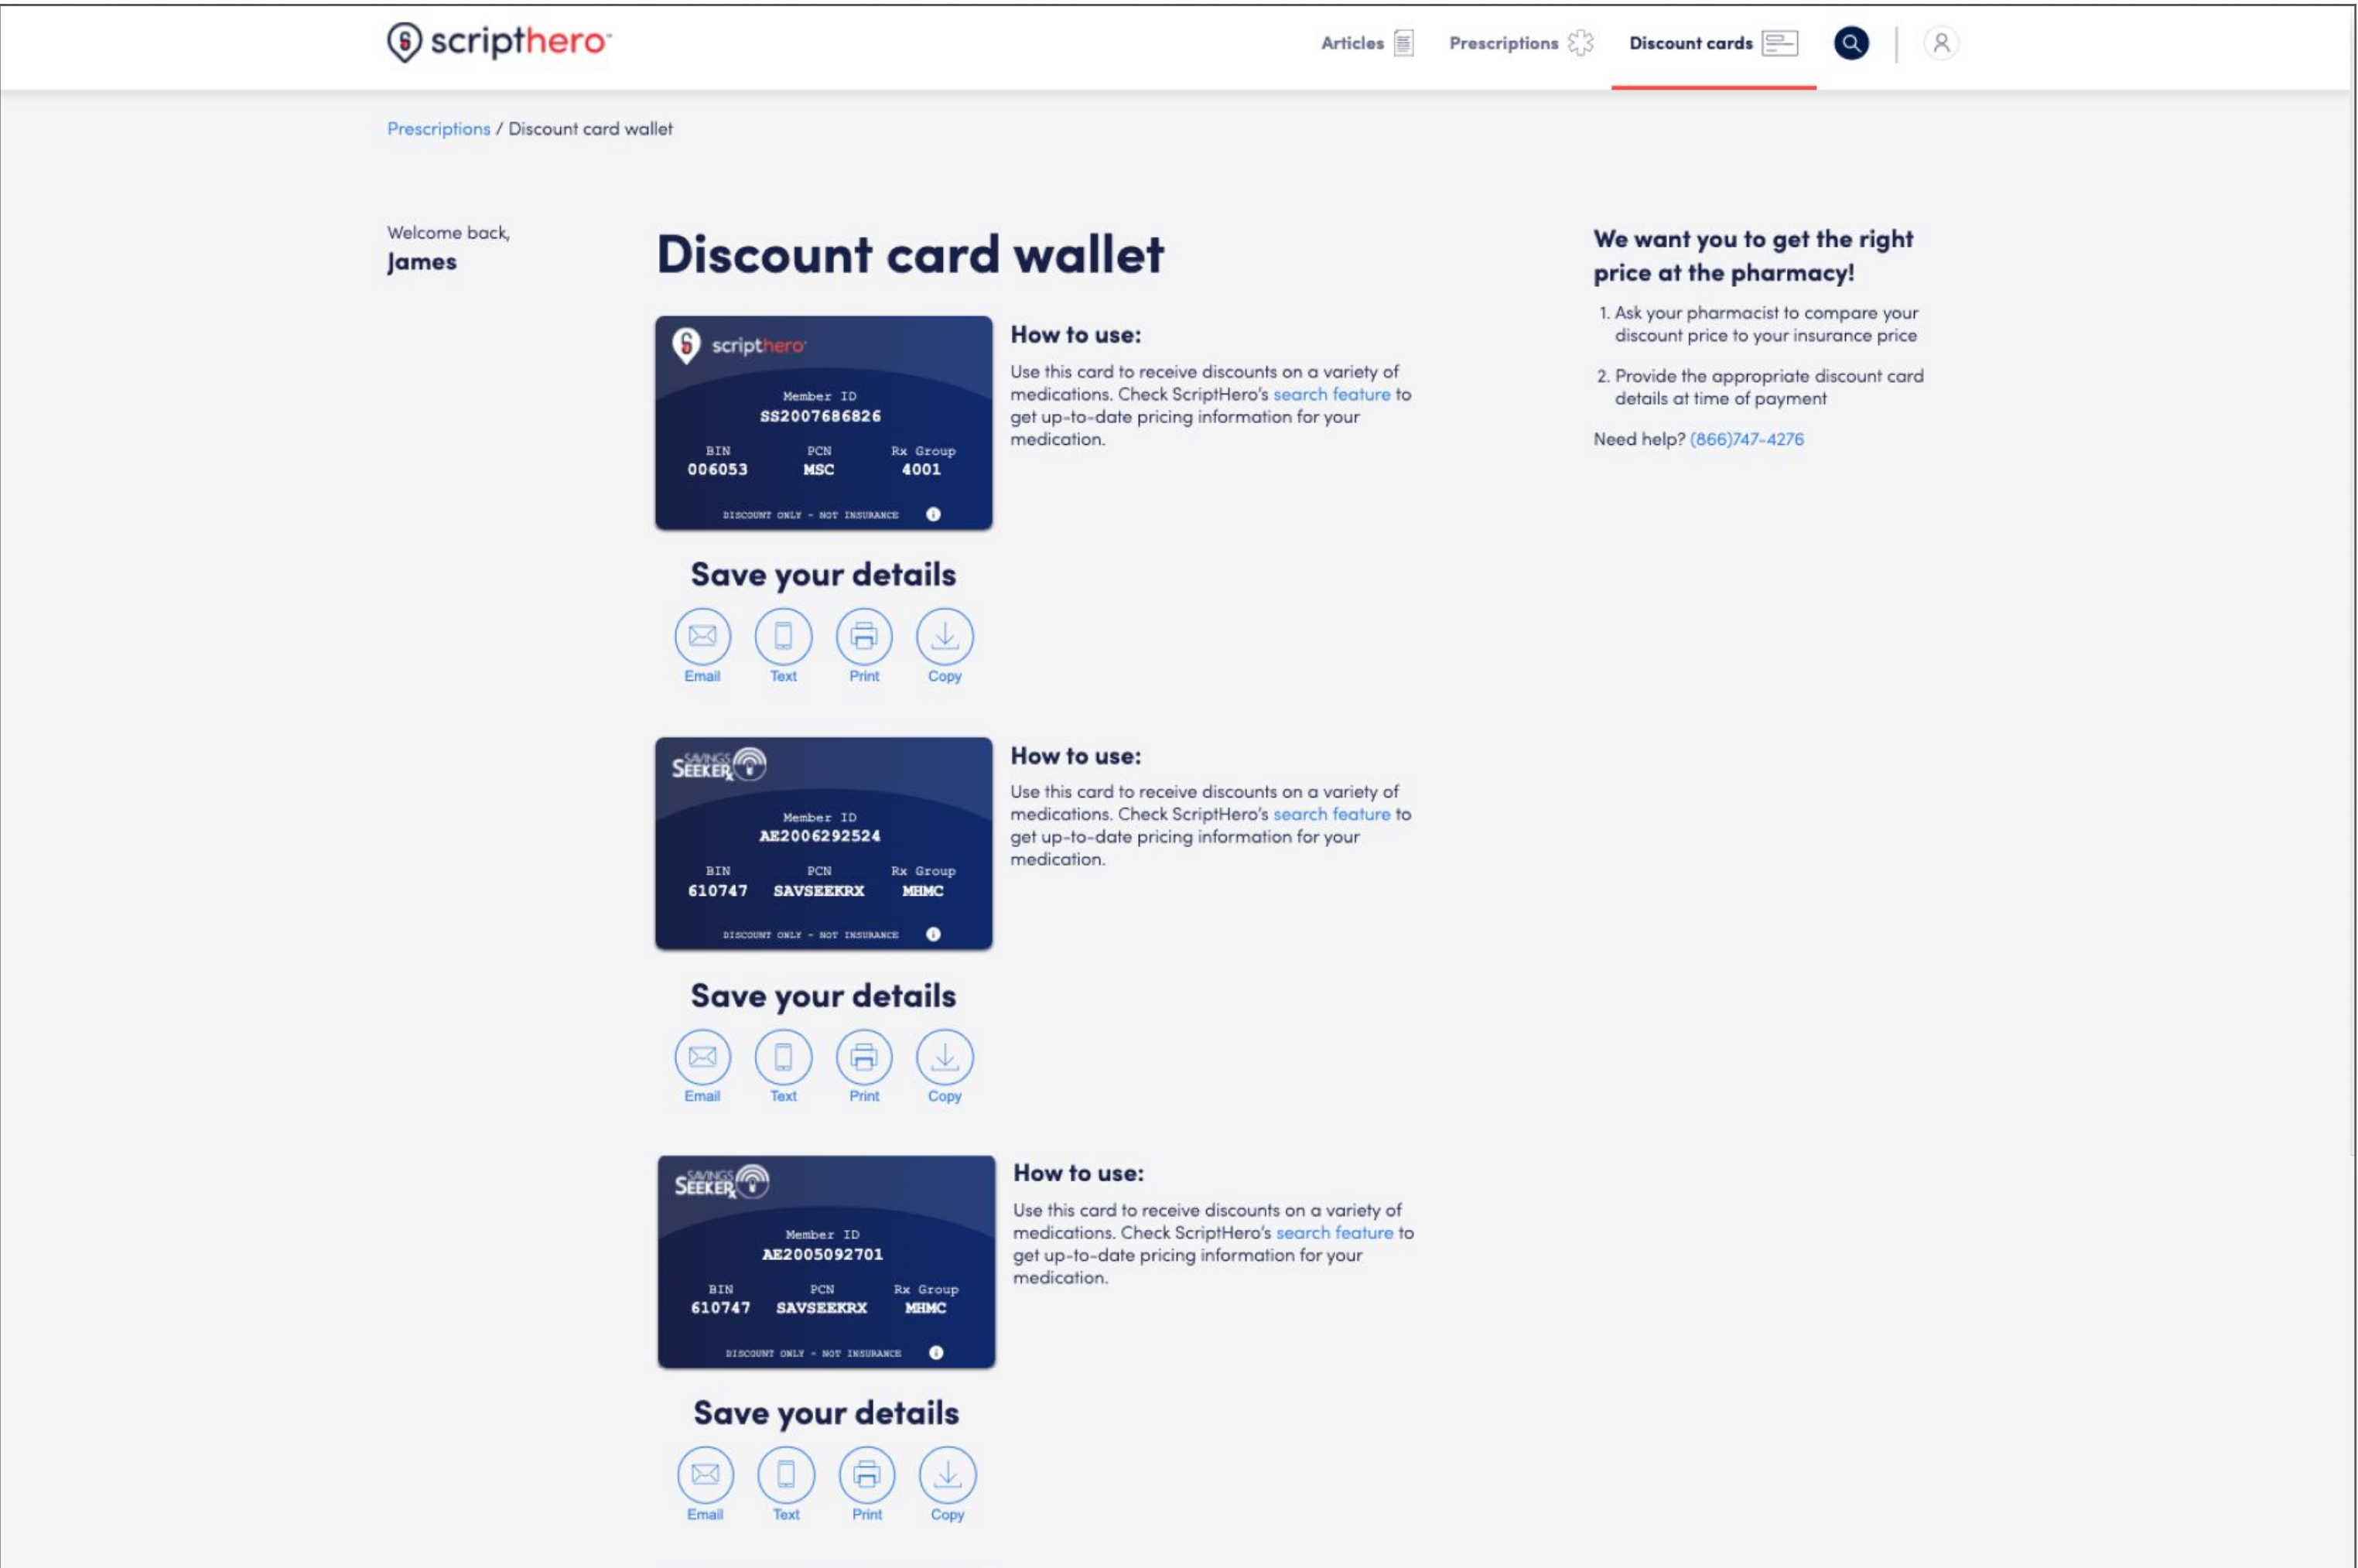 scripthero
Articles
Prescriptions
Discount cards
Prescriptions / Discount card wallet
Welcome back,
James
Discount card wallet
scripthero
Member ID
SS2007686826
BIN PCN Rx Group
006053 MSC 4001
DISCOUNT ONLY - NOT INSURANCE
How to use:
Use this card to receive discounts on a variety of
medications. Check ScriptHero's search feature to
get up-to-date pricing information for your
medication.
Save your details
Email Text Print Copy
SAVINGS
SEEKERx
Member ID
AE2006292524
BIN PCN Rx Group
610747 SAVSEEKRX MHMC
DISCOUNT ONLY - NOT INSURANCE
How to use:
Use this card to receive discounts on a variety of
medications. Check ScriptHero's search feature to
get up-to-date pricing information for your
medication.
Save your details
Email Text Print Copy
SAVINGS
SEEKERx
Member ID
AE2005092701
BIN PCN Rx Group
610747 SAVSEEKRX MHMC
DISCOUNT ONLY - NOT INSURANCE
How to use:
Use this card to receive discounts on a variety of
medications. Check ScriptHero's search feature to
get up-to-date pricing information for your
medication.
Save your details
Email Text Print Copy
We want you to get the right
price at the pharmacy!
1. Ask your pharmacist to compare your
discount price to your insurance price
2. Provide the appropriate discount card
details at time of payment
Need help? (866)747-4276